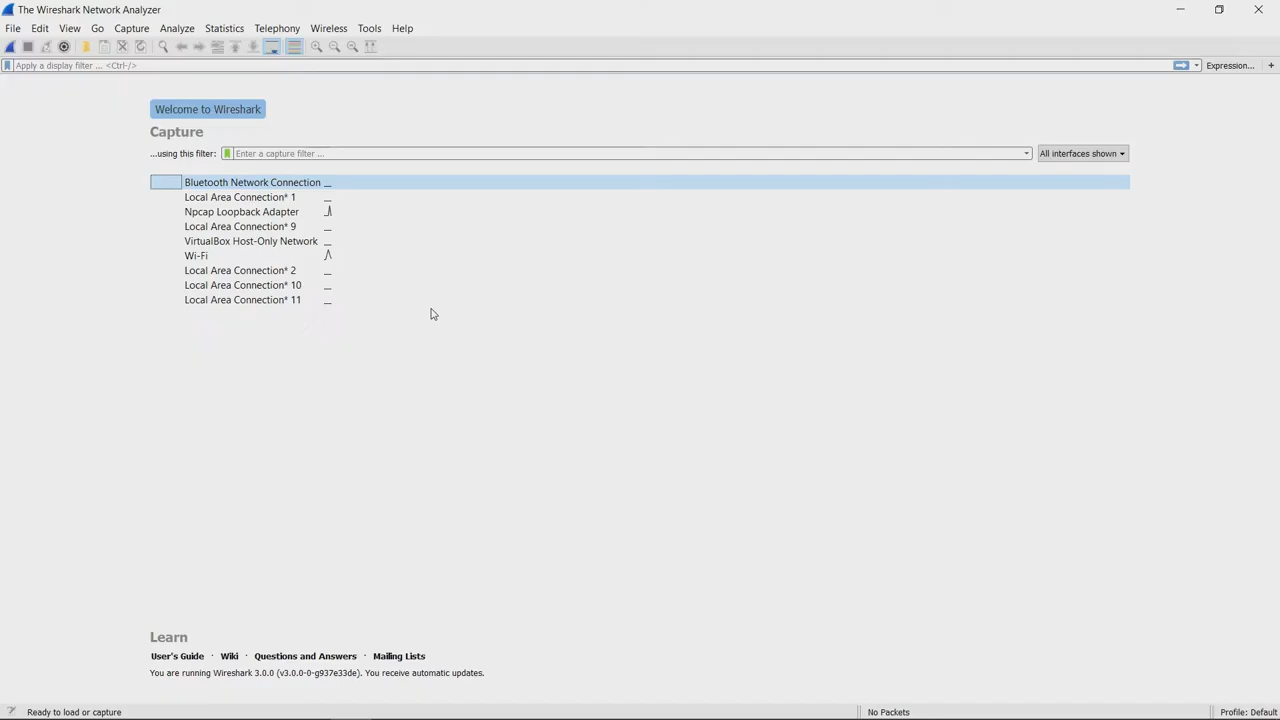 The Wireshark Network Analyzer
File Edit View Go Capture Analyze Statistics Telephony Wireless Tools Help
Apply a display filter ... <Ctrl-/>
Expression... +
Welcome to Wireshark
Capture
...using this filter: Enter a capture filter ... All interfaces shown
Bluetooth Network Connection
Local Area Connection* 1
Npcap Loopback Adapter
Local Area Connection* 9
VirtualBox Host-Only Network
Wi-Fi
Local Area Connection* 2
Local Area Connection* 10
Local Area Connection* 11
Learn
User's Guide · Wiki · Questions and Answers · Mailing Lists
You are running Wireshark 3.0.0 (v3.0.0-0-g937e33de). You receive automatic updates.
Ready to load or capture No Packets Profile: Default